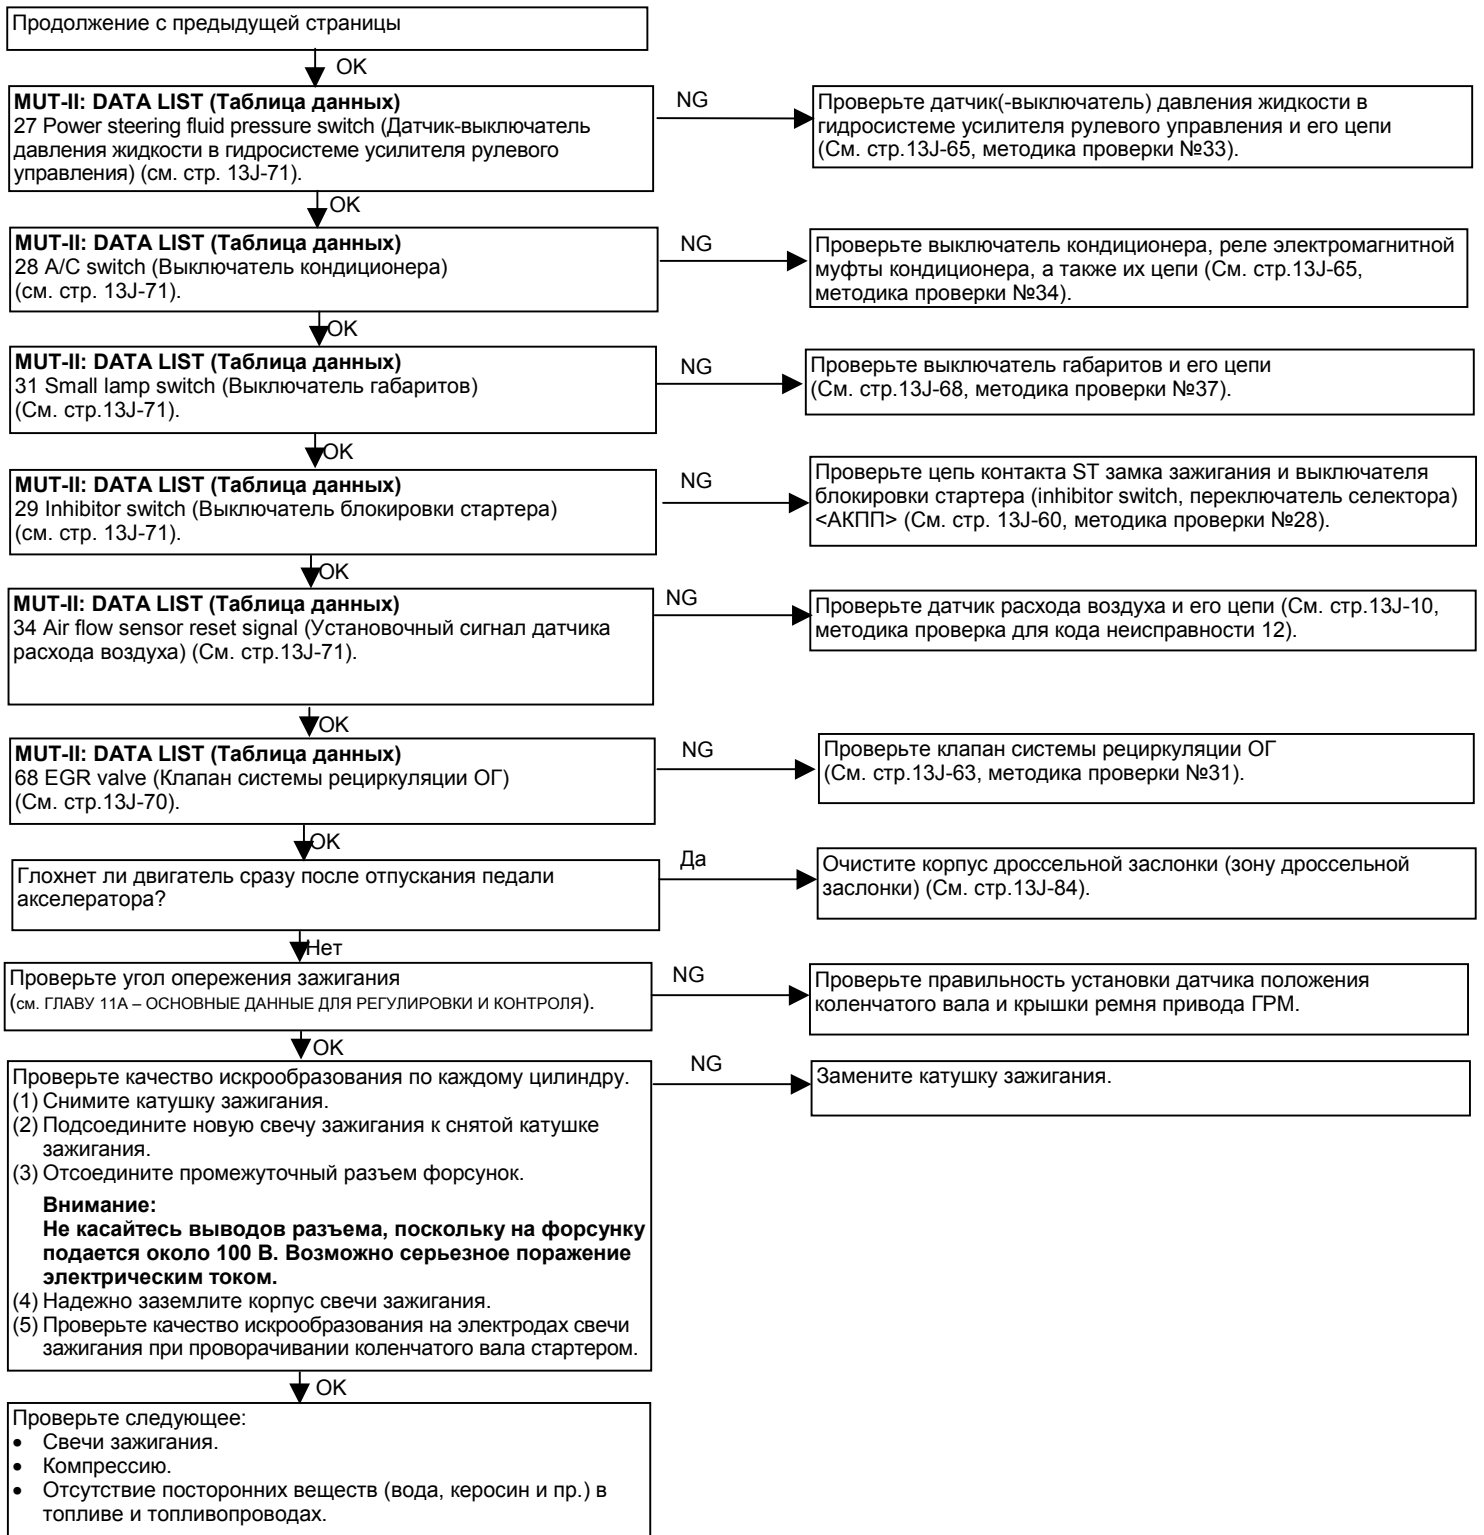 Продолжение с предыдущей страницы
OK
MUT-II: DATA LIST (Таблица данных)
27 Power steering fluid pressure switch (Датчик-выключатель
давления жидкости в гидросистеме усилителя рулевого
управления) (см. стр. 13J-71).
NG
Проверьте датчик(-выключатель) давления жидкости в
гидросистеме усилителя рулевого управления и его цепи
(См. стр.13J-65, методика проверки №33).
OK
MUT-II: DATA LIST (Таблица данных)
28 A/C switch (Выключатель кондиционера)
(см. стр. 13J-71).
NG
Проверьте выключатель кондиционера, реле электромагнитной
муфты кондиционера, а также их цепи (См. стр.13J-65,
методика проверки №34).
OK
MUT-II: DATA LIST (Таблица данных)
31 Small lamp switch (Выключатель габаритов)
(См. стр.13J-71).
NG
Проверьте выключатель габаритов и его цепи
(См. стр.13J-68, методика проверки №37).
OK
MUT-II: DATA LIST (Таблица данных)
29 Inhibitor switch (Выключатель блокировки стартера)
(см. стр. 13J-71).
NG
Проверьте цепь контакта ST замка зажигания и выключателя
блокировки стартера (inhibitor switch, переключатель селектора)
<АКПП> (См. стр. 13J-60, методика проверки №28).
OK
MUT-II: DATA LIST (Таблица данных)
34 Air flow sensor reset signal (Установочный сигнал датчика
расхода воздуха) (См. стр.13J-71).
NG
Проверьте датчик расхода воздуха и его цепи (См. стр.13J-10,
методика проверка для кода неисправности 12).
OK
MUT-II: DATA LIST (Таблица данных)
68 EGR valve (Клапан системы рециркуляции ОГ)
(См. стр.13J-70).
NG
Проверьте клапан системы рециркуляции ОГ
(См. стр.13J-63, методика проверки №31).
OK
Глохнет ли двигатель сразу после отпускания педали
акселератора?
Да
Очистите корпус дроссельной заслонки (зону дроссельной
заслонки) (См. стр.13J-84).
Нет
Проверьте угол опережения зажигания
(см. ГЛАВУ 11А – ОСНОВНЫЕ ДАННЫЕ ДЛЯ РЕГУЛИРОВКИ И КОНТРОЛЯ).
NG
Проверьте правильность установки датчика положения
коленчатого вала и крышки ремня привода ГРМ.
OK
Проверьте качество искрообразования по каждому цилиндру.
(1) Снимите катушку зажигания.
(2) Подсоедините новую свечу зажигания к снятой катушке
зажигания.
(3) Отсоедините промежуточный разъем форсунок.
Внимание:
Не касайтесь выводов разъема, поскольку на форсунку
подается около 100 В. Возможно серьезное поражение
электрическим током.
(4) Надежно заземлите корпус свечи зажигания.
(5) Проверьте качество искрообразования на электродах свечи
зажигания при проворачивании коленчатого вала стартером.
NG
Замените катушку зажигания.
OK
Проверьте следующее:
• Свечи зажигания.
• Компрессию.
• Отсутствие посторонних веществ (вода, керосин и пр.) в
топливе и топливопроводах.